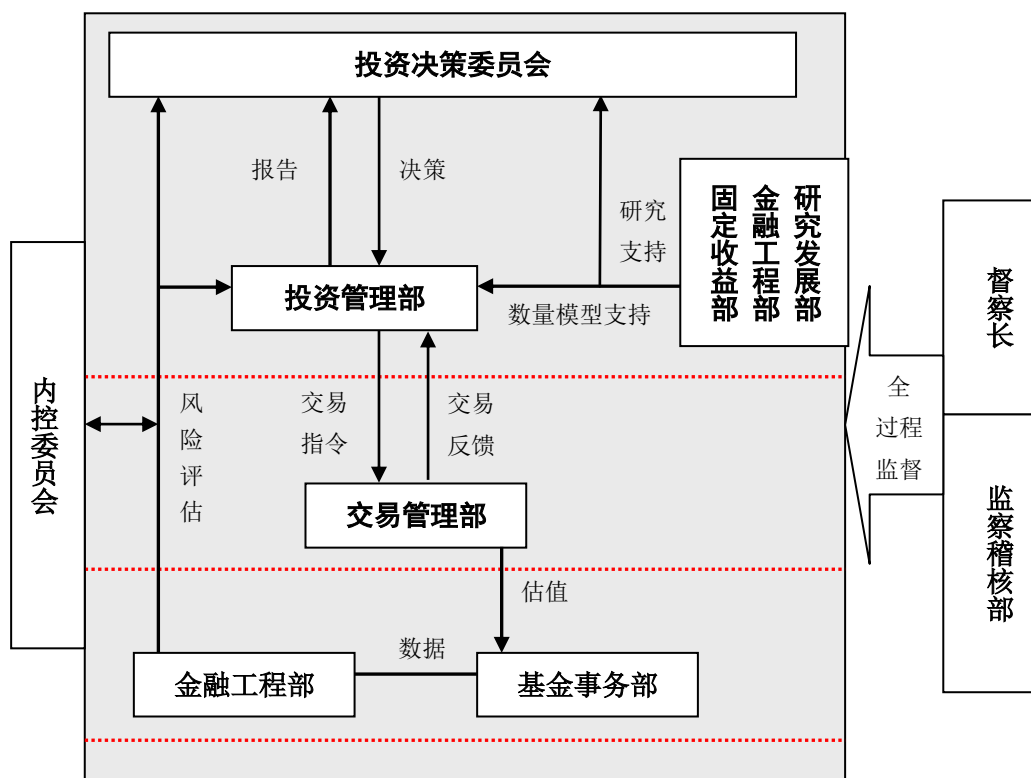 投资决策委员会
报告
决策
研究
支持
固定收益部
金融工程部
研究发展部
投资管理部
数量模型支持
督察长
内控委员会
风
险
评
估
交易
指令
交易
反馈
全
过程
监督
交易管理部
监察稽核部
估值
数据
金融工程部
基金事务部